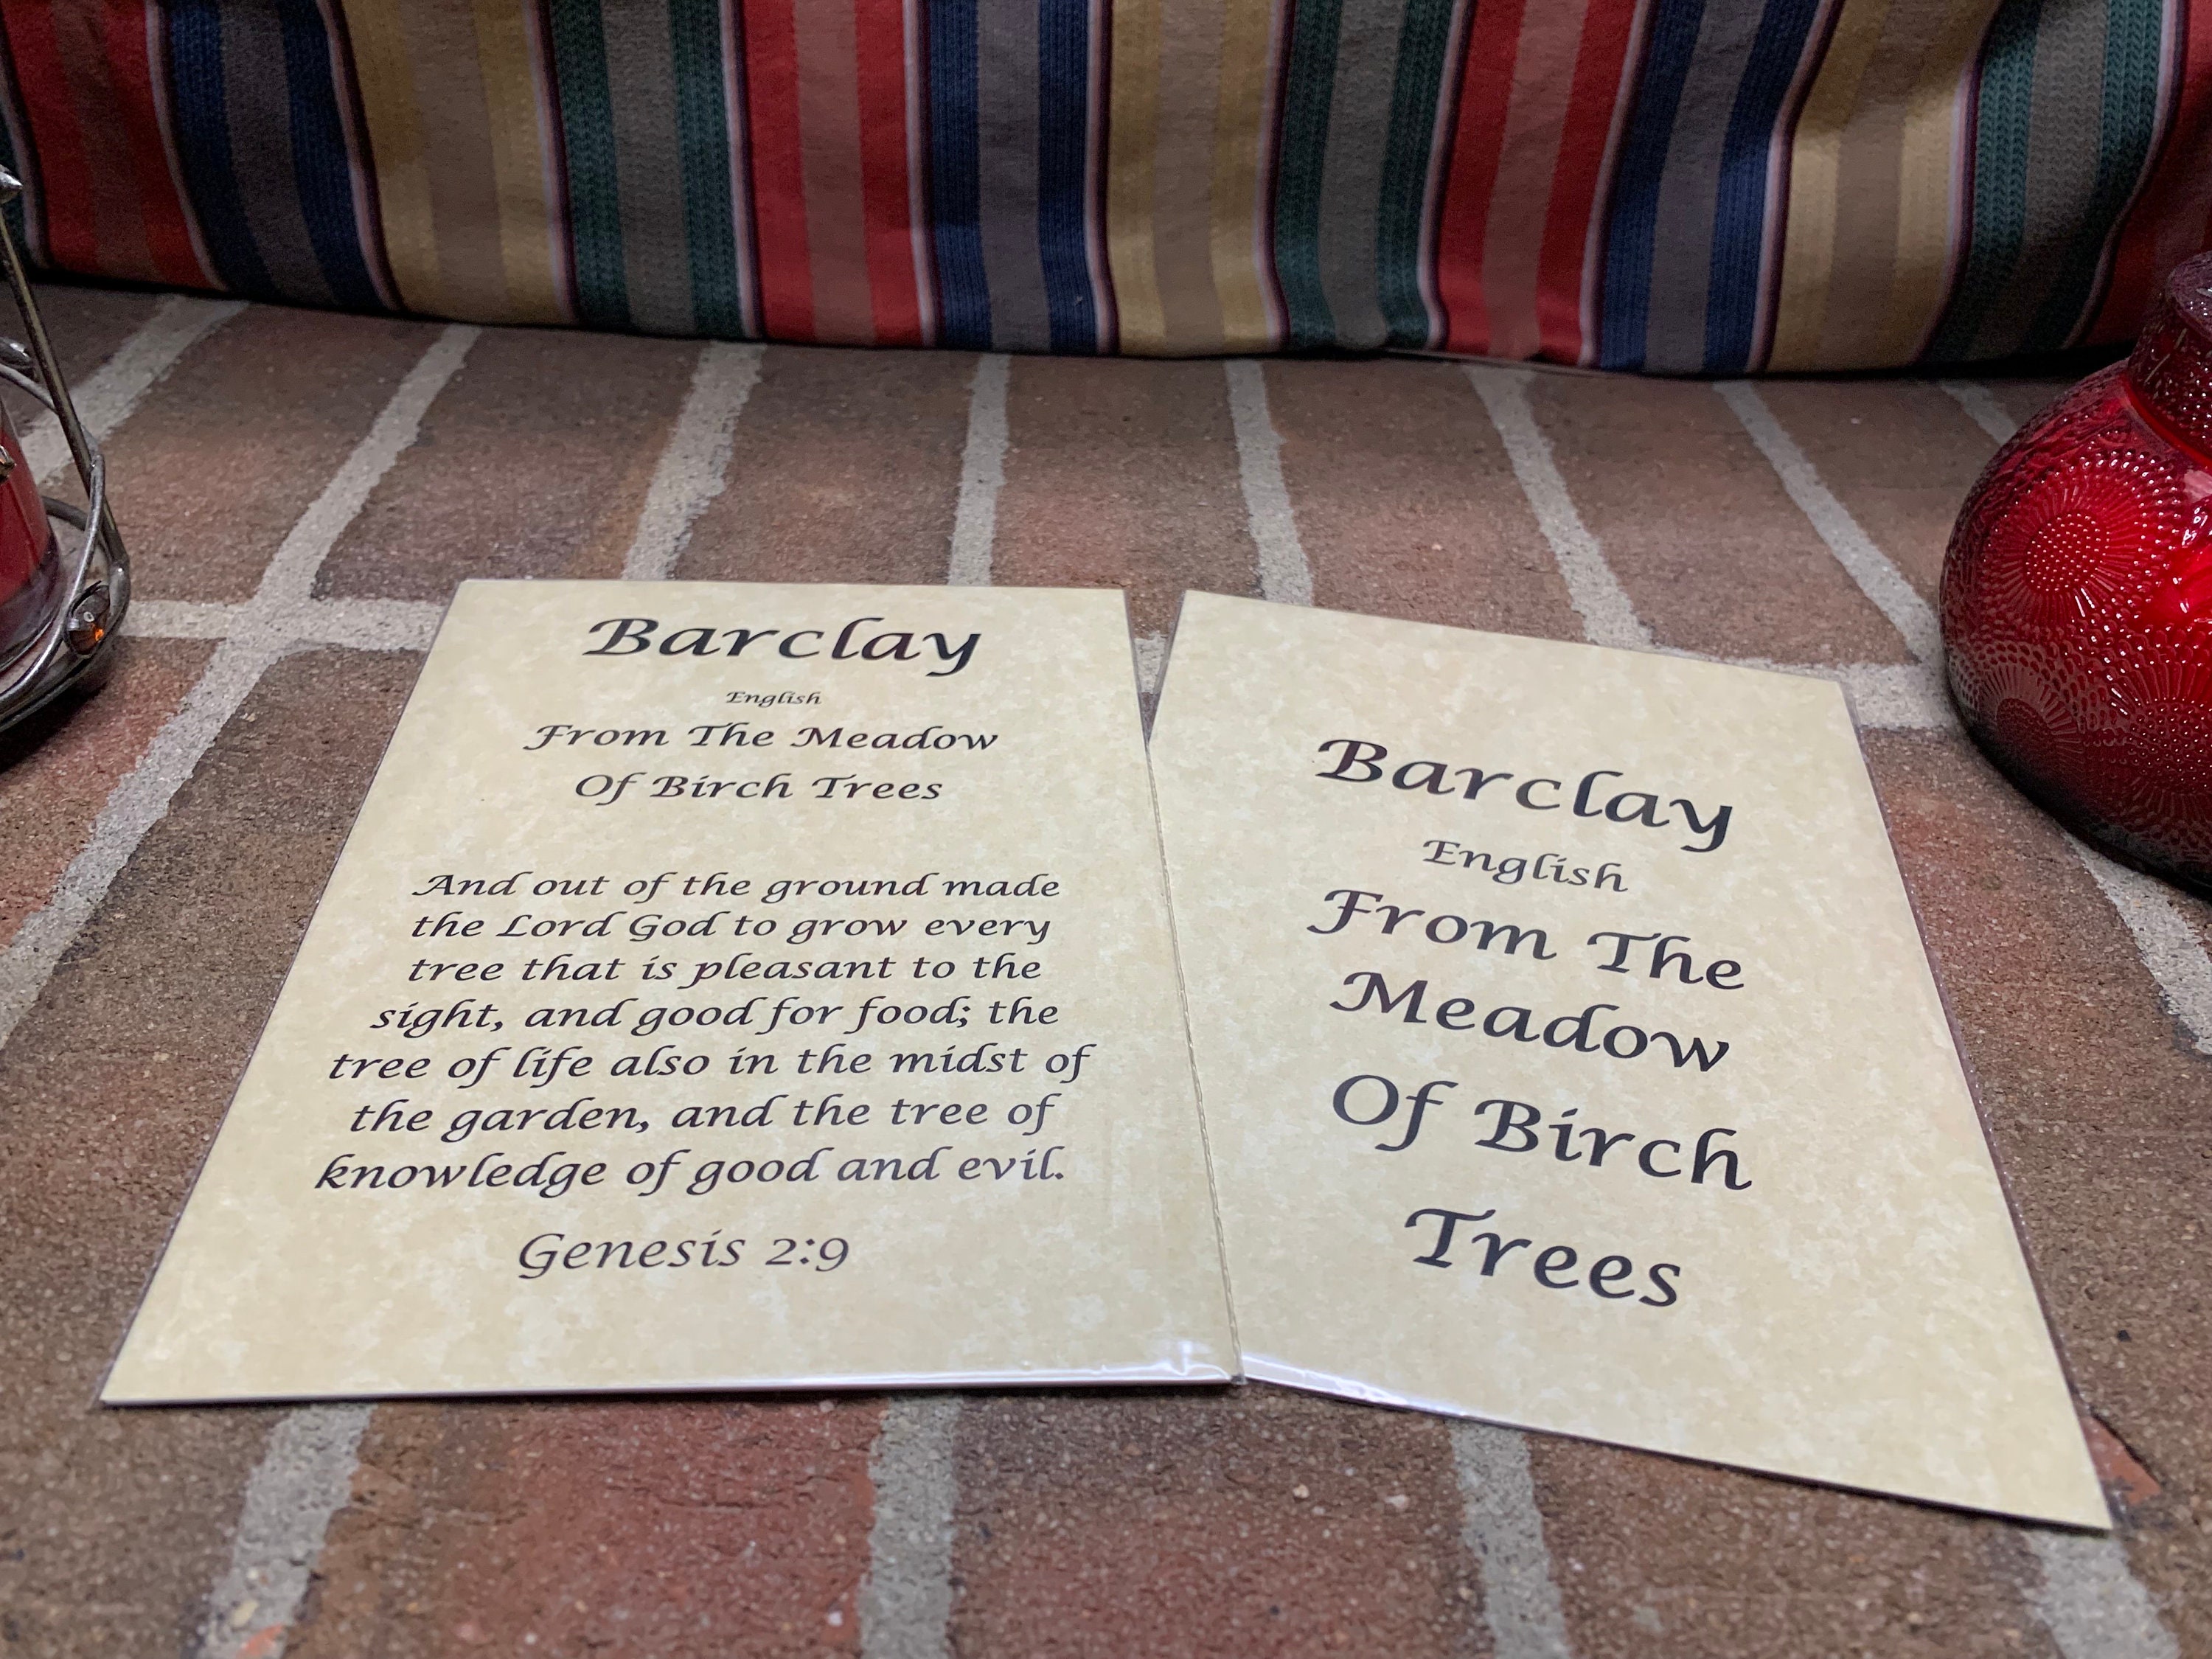 Barclay
English
From The Meadow
Of Birch Trees
And out of the ground made
the Lord God to grow every
tree that is pleasant to the
sight, and good for food; the
tree of life also in the midst of
the garden, and the tree of
knowledge of good and evil.
Genesis 2:9
Barclay
English
From The
Meadow
Of Birch
Trees